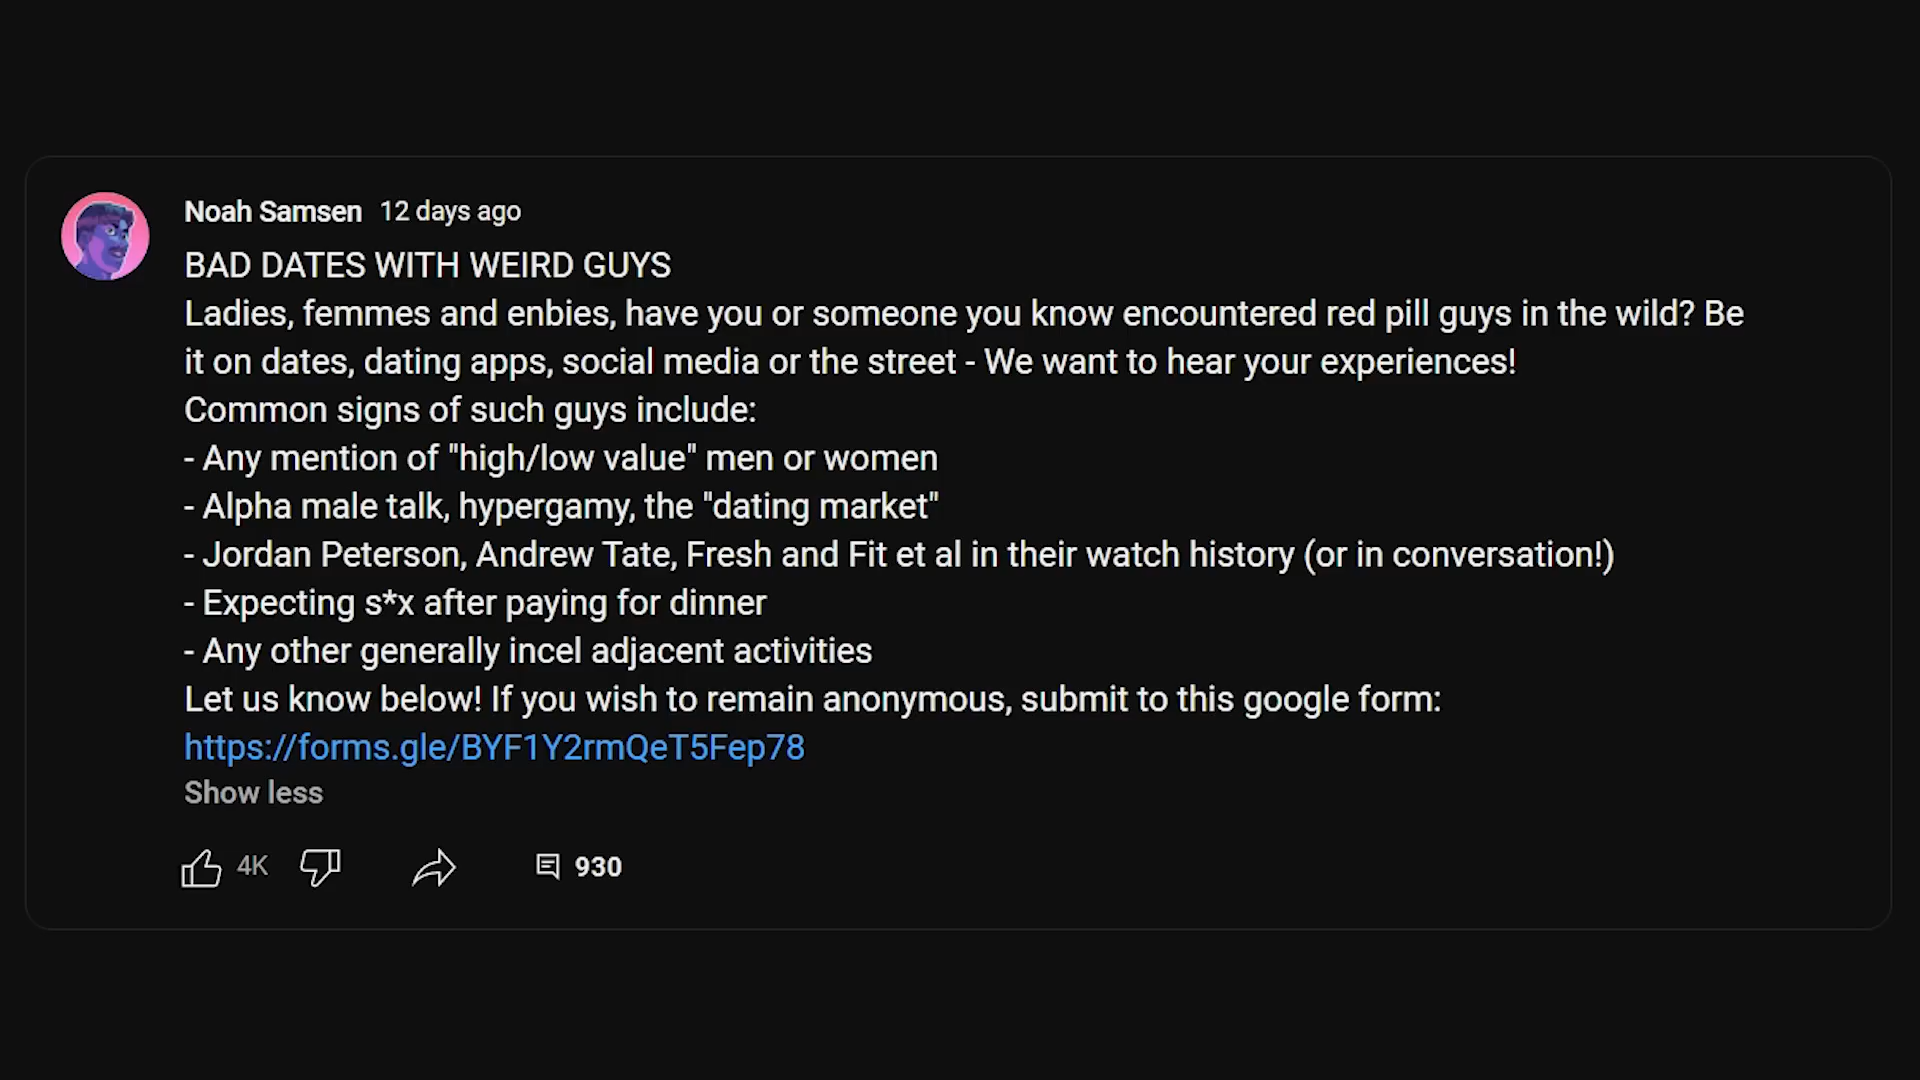 Noah Samsen 12 days ago
BAD DATES WITH WEIRD GUYS
Ladies, femmes and enbies, have you or someone you know encountered red pill guys in the wild? Be
it on dates, dating apps, social media or the street - We want to hear your experiences!
Common signs of such guys include:
- Any mention of "high/low value" men or women
- Alpha male talk, hypergamy, the "dating market"
- Jordan Peterson, Andrew Tate, Fresh and Fit et al in their watch history (or in conversation!)
- Expecting s*x after paying for dinner
- Any other generally incel adjacent activities
Let us know below! If you wish to remain anonymous, submit to this google form:
https://forms.gle/BYF1Y2rmQeT5Fep78
Show less
4K 930